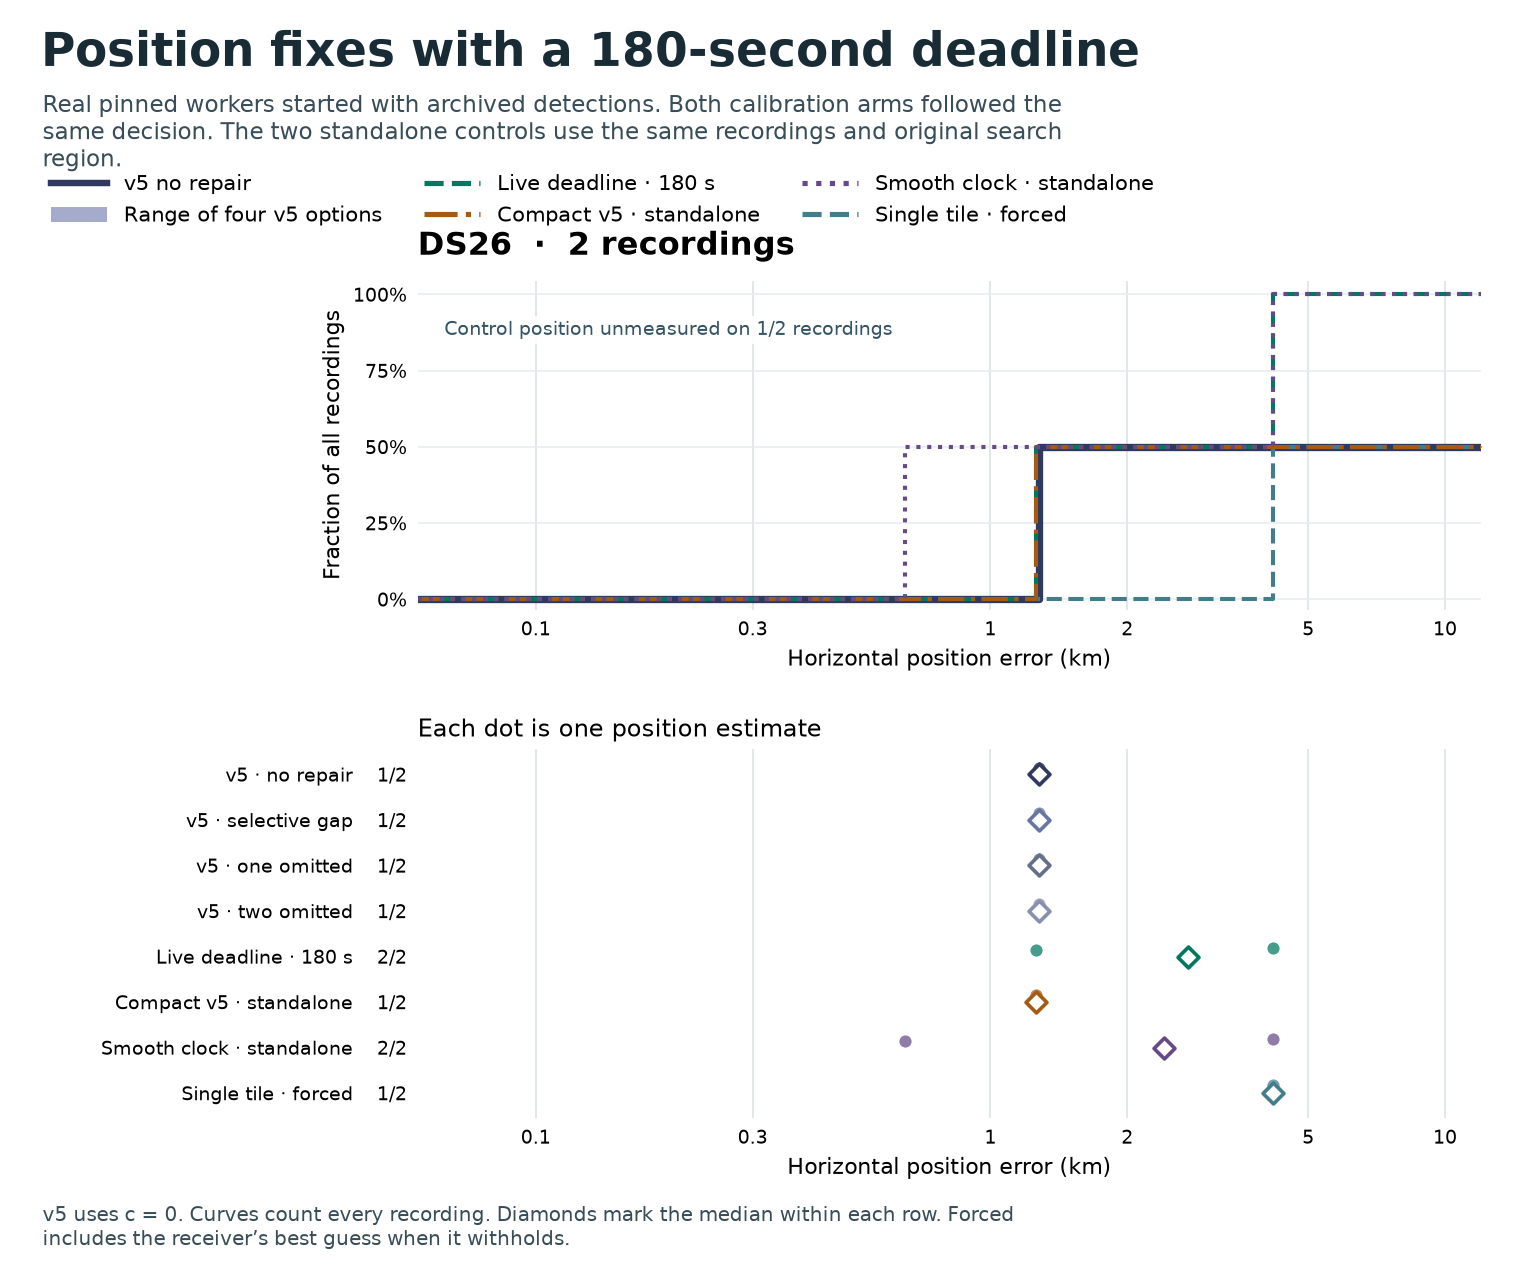 Position fixes with a 180-second deadline
Real pinned workers started with archived detections. Both calibration arms followed the
same decision. The two standalone controls use the same recordings and original search
region.
v5 no repair
Live deadline · 180 s
Smooth clock · standalone
Range of four v5 options
Compact v5 · standalone
Single tile · forced
DS26 · 2 recordings
100%
Control position unmeasured on 1/2 recordings
75%
50%
25%
0%
Fraction of all recordings
0.1 0.3 1 2 5 10
Horizontal position error (km)
Each dot is one position estimate
v5 · no repair 1/2
v5 · selective gap 1/2
v5 · one omitted 1/2
v5 · two omitted 1/2
Live deadline · 180 s 2/2
Compact v5 · standalone 1/2
Smooth clock · standalone 2/2
Single tile · forced 1/2
0.1 0.3 1 2 5 10
Horizontal position error (km)
v5 uses c = 0. Curves count every recording. Diamonds mark the median within each row. Forced
includes the receiver’s best guess when it withholds.